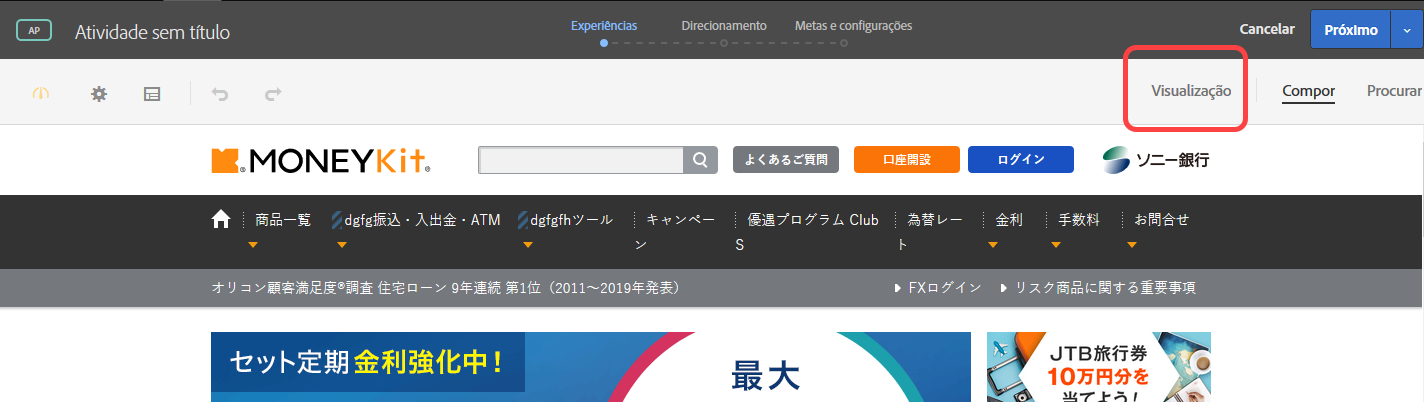 AP
Atividade sem título
Experiências
Direcionamento
Metas e configurações
Cancelar
Próximo
Visualização
Compor
Procurar
MONEYKit
よくあるご質問
口座開設
ログイン
ソニー銀行
商品一覧
dgfg振込・入出金・ATM
dgfgfhツール
キャンペー
ン
優遇プログラム Club
S
為替レー
ト
金利
手数料
お問合せ
オリコン顧客満足度®調査 住宅ローン 9年連続 第1位（2011～2019年発表）
FXログイン
リスク商品に関する重要事項
セット定期 金利強化中！
最大
JTB旅行券
10万円分を
当てよう！